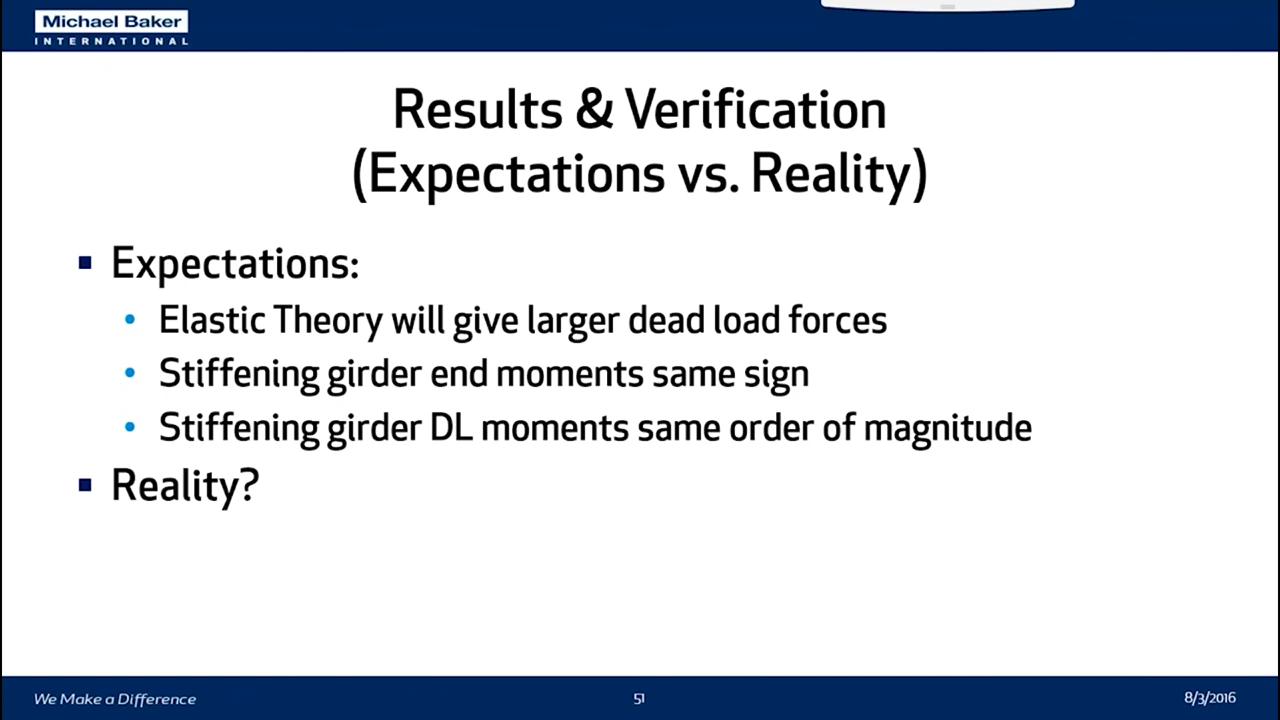 Michael Baker
INTERNATIONAL
Results & Verification
(Expectations vs. Reality)
Expectations:
Elastic Theory will give larger dead load forces
Stiffening girder end moments same sign
Stiffening girder DL moments same order of magnitude
Reality?
We Make a Difference
51
8/3/2016